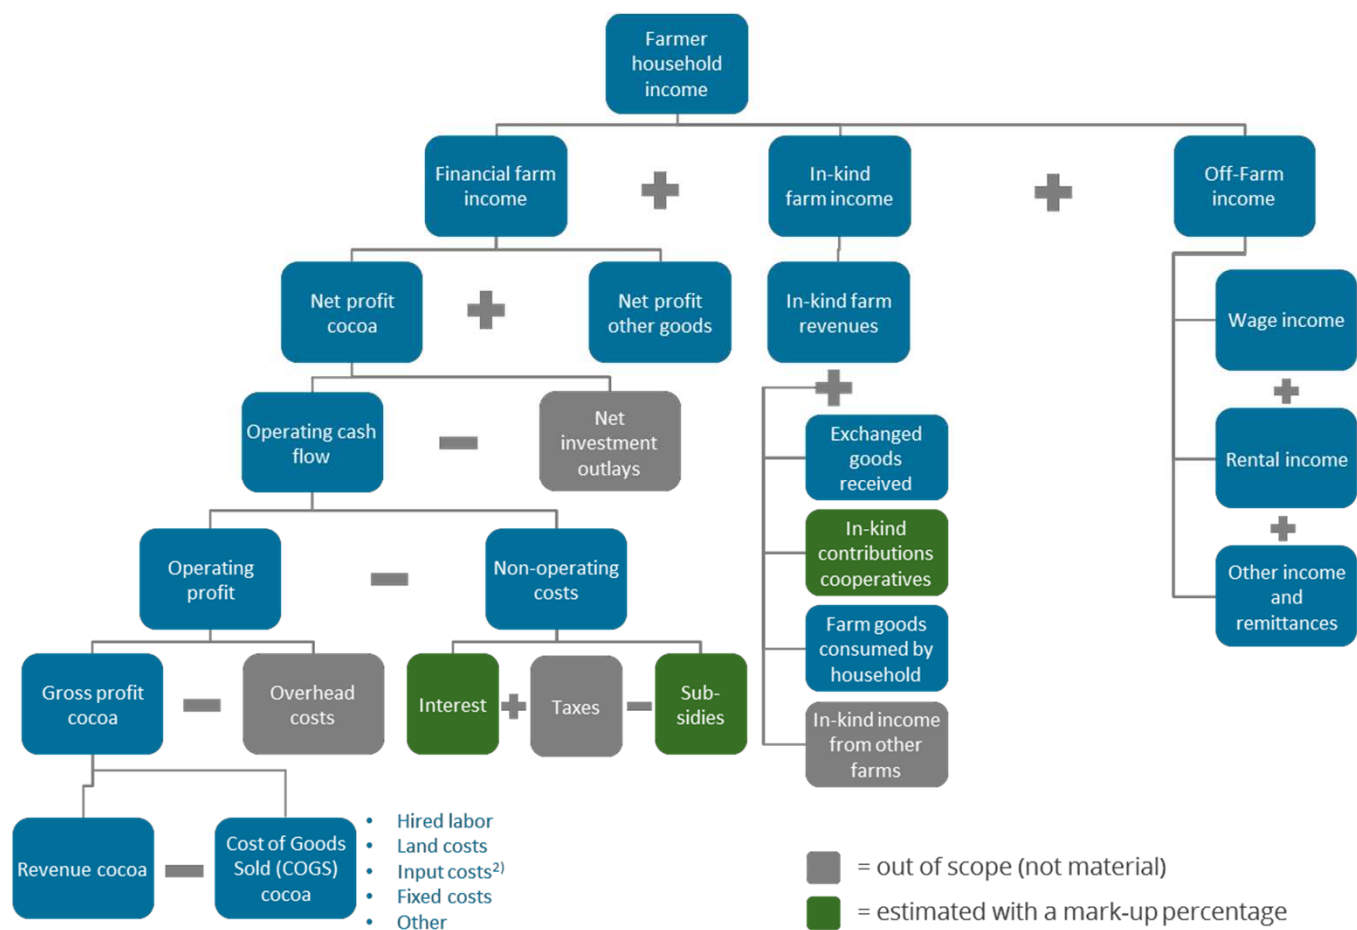 Farmer
household
income
Financial farm
income
In-kind
farm income
Off-Farm
income
Net profit
cocoa
Net profit
other goods
In-kind farm
revenues
Wage income
Operating cash
flow
Net
investment
outlays
Exchanged
goods
received
Rental income
Operating
profit
Non-operating
costs
In-kind
contributions
cooperatives
Other income
and
remittances
Gross profit
cocoa
Overhead
costs
Interest
Taxes
Sub-
sidies
Farm goods
consumed by
household
In-kind income
from other
farms
Revenue cocoa
Cost of Goods
Sold (COGS)
cocoa
• Hired labor
• Land costs
• Input costs²⁾
• Fixed costs
• Other
= out of scope (not material)
= estimated with a mark-up percentage